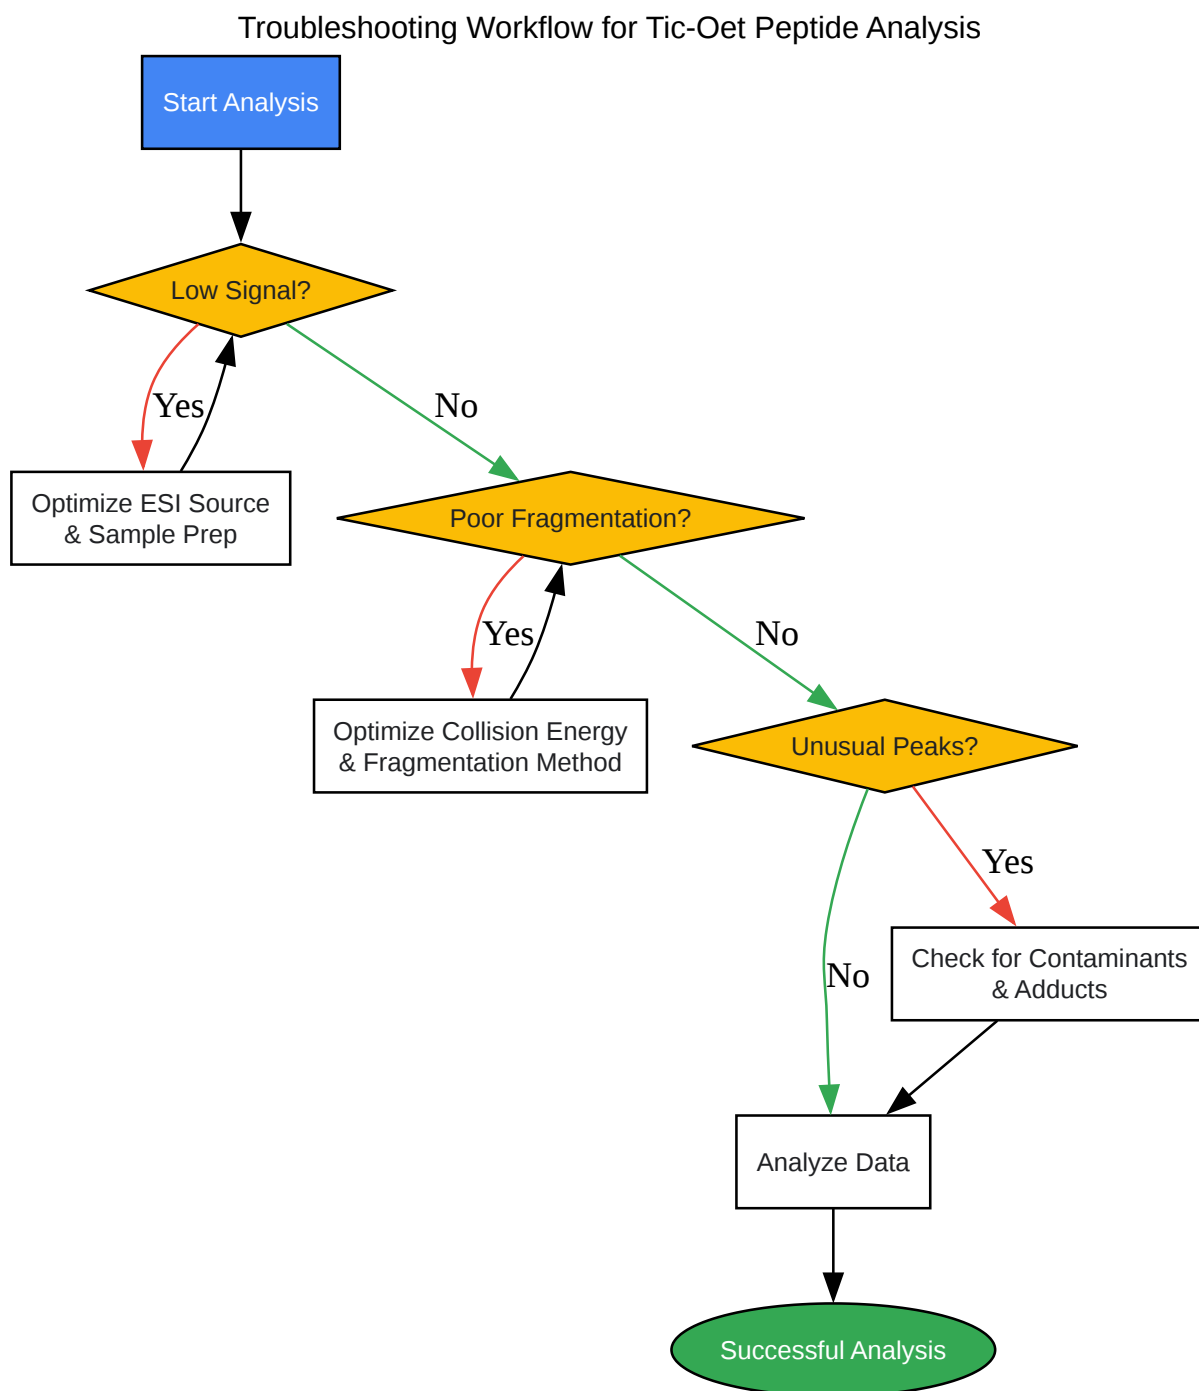 Troubleshooting Workflow for Tic-Oet Peptide Analysis
Start Analysis
Low Signal?
Yes
No
Optimize ESI Source
& Sample Prep
Poor Fragmentation?
Yes
No
Optimize Collision Energy
& Fragmentation Method
Unusual Peaks?
Yes
No
Check for Contaminants
& Adducts
Analyze Data
Successful Analysis